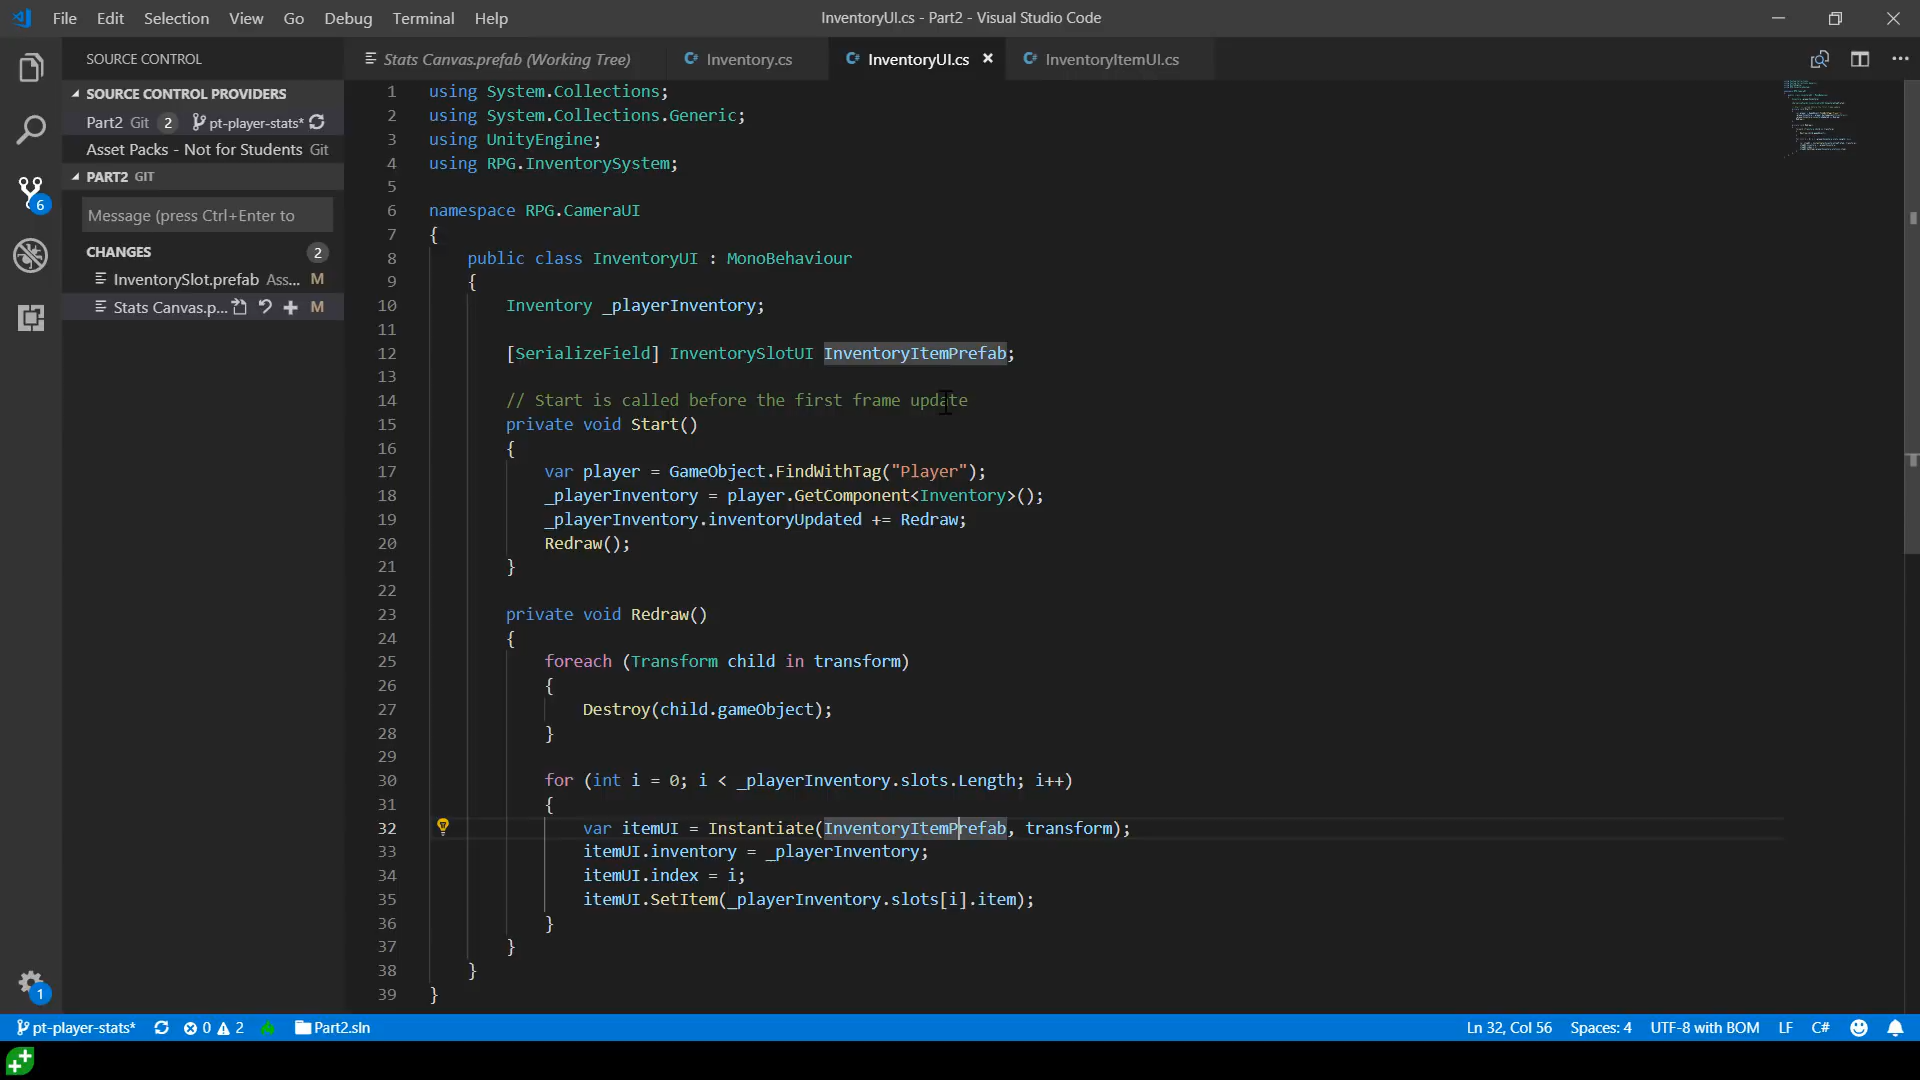 File Edit Selection View Go Debug Terminal Help
InventoryUI.cs - Part2 - Visual Studio Code
SOURCE CONTROL
SOURCE CONTROL PROVIDERS
Part2 Git 2 pt-player-stats*
Asset Packs - Not for Students Git
PART2 GIT
Message (press Ctrl+Enter to
CHANGES 2
InventorySlot.prefab Ass... M
Stats Canvas.p... M
6
1
Stats Canvas.prefab (Working Tree) Inventory.cs InventoryUI.cs InventoryItemUI.cs
1 using System.Collections;
2 using System.Collections.Generic;
3 using UnityEngine;
4 using RPG.InventorySystem;
5
6 namespace RPG.CameraUI
7 {
8 public class InventoryUI : MonoBehaviour
9 {
10 Inventory _playerInventory;
11
12 [SerializeField] InventorySlotUI InventoryItemPrefab;
13
14 // Start is called before the first frame update
15 private void Start()
16 {
17 var player = GameObject.FindWithTag("Player");
18 _playerInventory = player.GetComponent<Inventory>();
19 _playerInventory.inventoryUpdated += Redraw;
20 Redraw();
21 }
22
23 private void Redraw()
24 {
25 foreach (Transform child in transform)
26 {
27 Destroy(child.gameObject);
28 }
29
30 for (int i = 0; i < _playerInventory.slots.Length; i++)
31 {
32 var itemUI = Instantiate(InventoryItemPrefab, transform);
33 itemUI.inventory = _playerInventory;
34 itemUI.index = i;
35 itemUI.SetItem(_playerInventory.slots[i].item);
36 }
37 }
38 }
39 }
pt-player-stats* 0 2 Part2.sln Ln 32, Col 56 Spaces: 4 UTF-8 with BOM LF C#